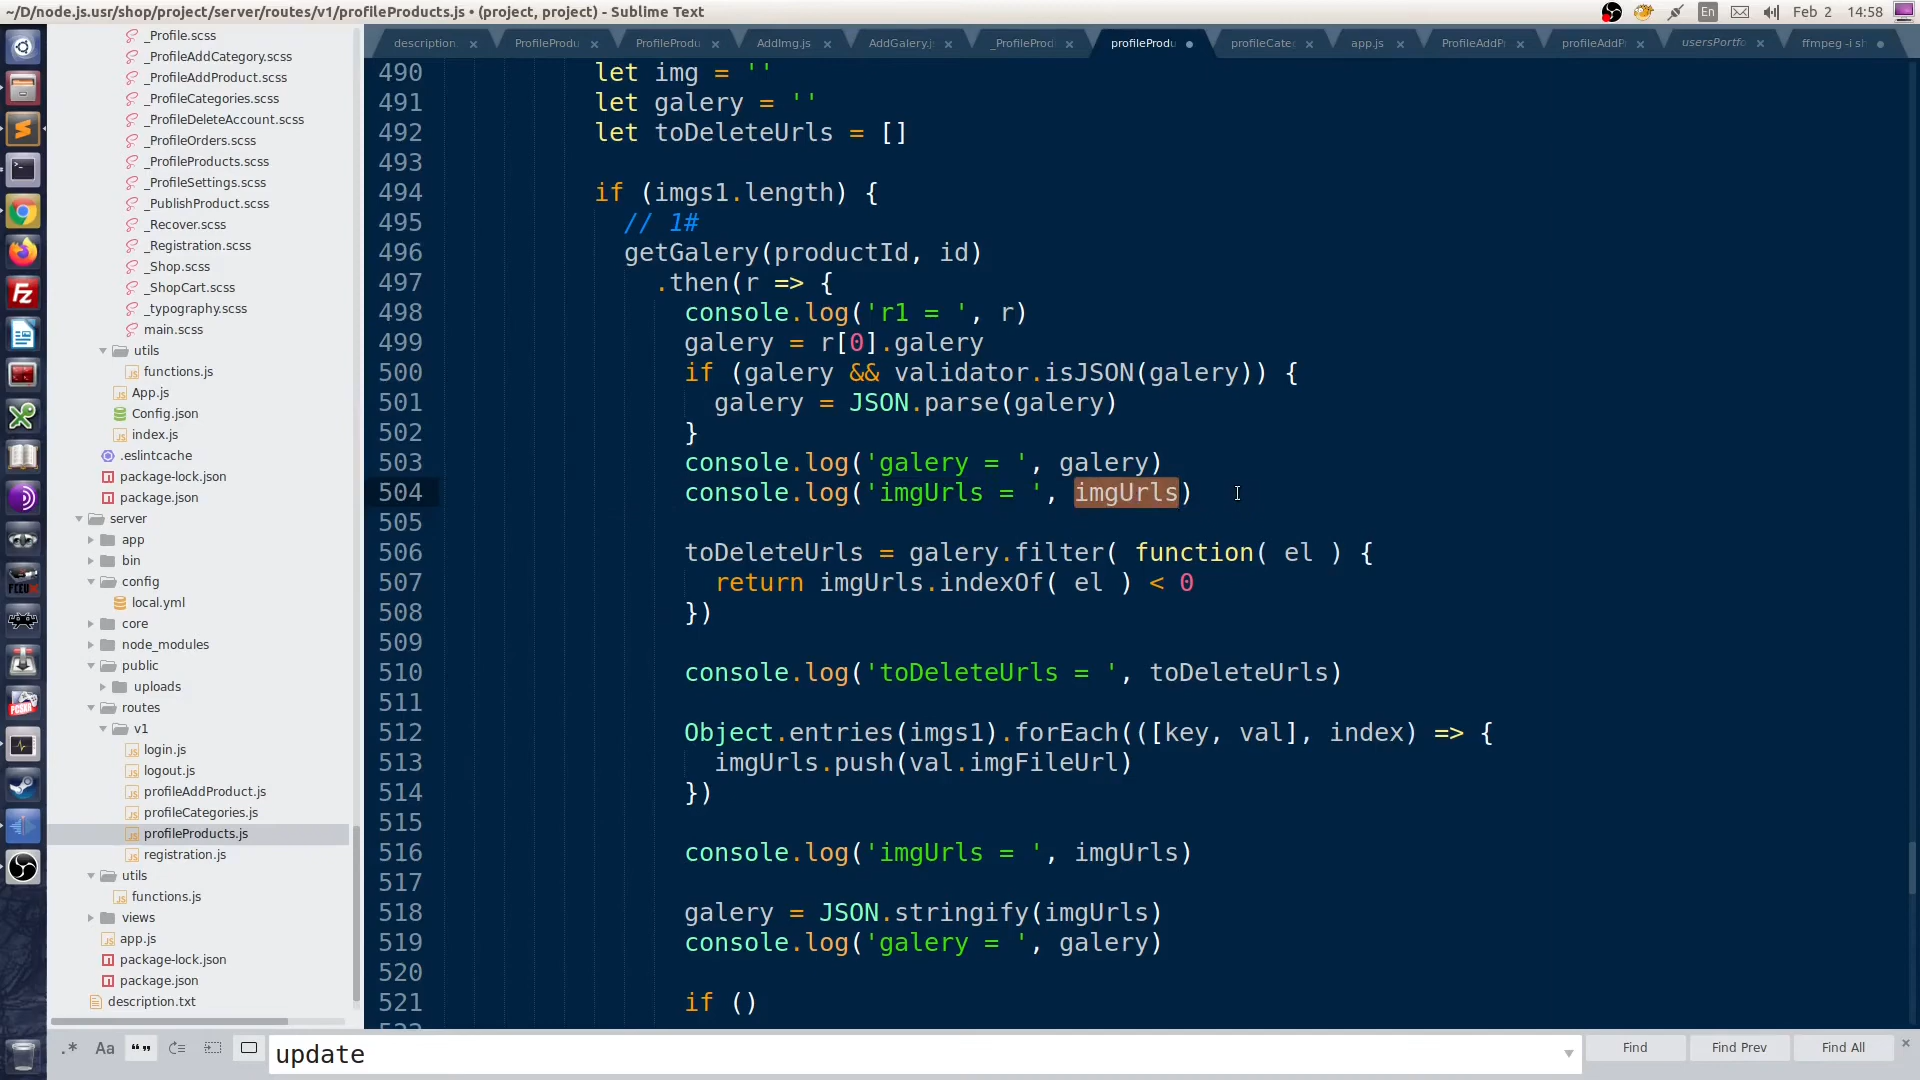 ~/D/node.js.usr/shop/project/server/routes/v1/profileProducts.js • (project, project) - Sublime Text
En
Feb 2
14:58
description.
ProfileProdu
ProfileProdu
AddImg.js
AddGalery.j
_ProfileProd
profileProdu
profileCate
app.js
ProfileAddP
profileAddP
usersPortfo
ffmpeg -i s
_Profile.scss
_ProfileAddCategory.scss
_ProfileAddProduct.scss
_ProfileCategories.scss
_ProfileDeleteAccount.scss
_ProfileOrders.scss
_ProfileProducts.scss
_ProfileSettings.scss
_PublishProduct.scss
_Recover.scss
_Registration.scss
_Shop.scss
_ShopCart.scss
_typography.scss
main.scss
utils
functions.js
App.js
Config.json
index.js
.eslintcache
package-lock.json
package.json
server
app
bin
config
local.yml
core
node_modules
public
uploads
routes
v1
login.js
logout.js
profileAddProduct.js
profileCategories.js
profileProducts.js
registration.js
utils
functions.js
views
app.js
package-lock.json
package.json
description.txt
490 let img = ''
491 let galery = ''
492 let toDeleteUrls = []
493
494 if (imgs1.length) {
495 // 1#
496 getGalery(productId, id)
497 .then(r => {
498 console.log('r1 = ', r)
499 galery = r[0].galery
500 if (galery && validator.isJSON(galery)) {
501 galery = JSON.parse(galery)
502 }
503 console.log('galery = ', galery)
504 console.log('imgUrls = ', imgUrls)
505
506 toDeleteUrls = galery.filter( function( el ) {
507 return imgUrls.indexOf( el ) < 0
508 })
509
510 console.log('toDeleteUrls = ', toDeleteUrls)
511
512 Object.entries(imgs1).forEach(([key, val], index) => {
513 imgUrls.push(val.imgFileUrl)
514 })
515
516 console.log('imgUrls = ', imgUrls)
517
518 galery = JSON.stringify(imgUrls)
519 console.log('galery = ', galery)
520
521 if ()
.* Aa “”
update
Find
Find Prev
Find All